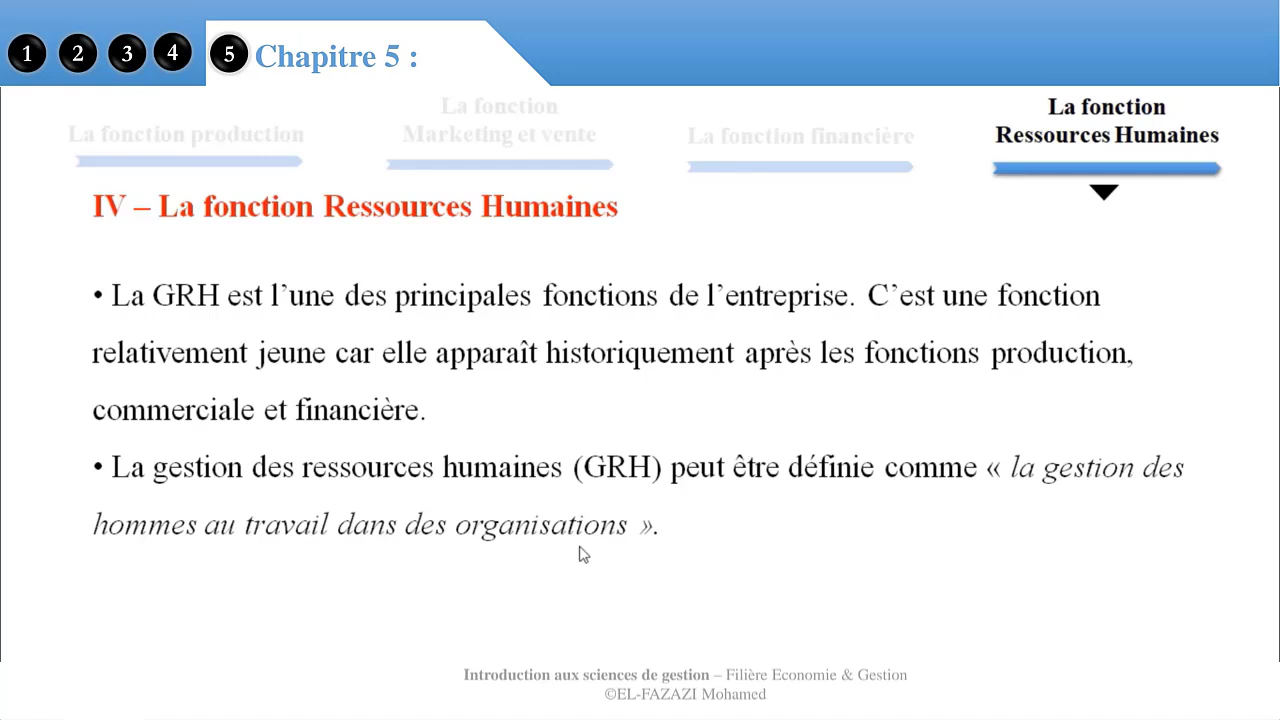 1 2 3 4 5 Chapitre 5 :
La fonction production
La fonction
Marketing et vente
La fonction financière
La fonction
Ressources Humaines
IV – La fonction Ressources Humaines
• La GRH est l’une des principales fonctions de l’entreprise. C’est une fonction
relativement jeune car elle apparaît historiquement après les fonctions production,
commerciale et financière.
• La gestion des ressources humaines (GRH) peut être définie comme « la gestion des
hommes au travail dans des organisations ».
Introduction aux sciences de gestion – Filière Economie & Gestion
©EL-FAZAZI Mohamed